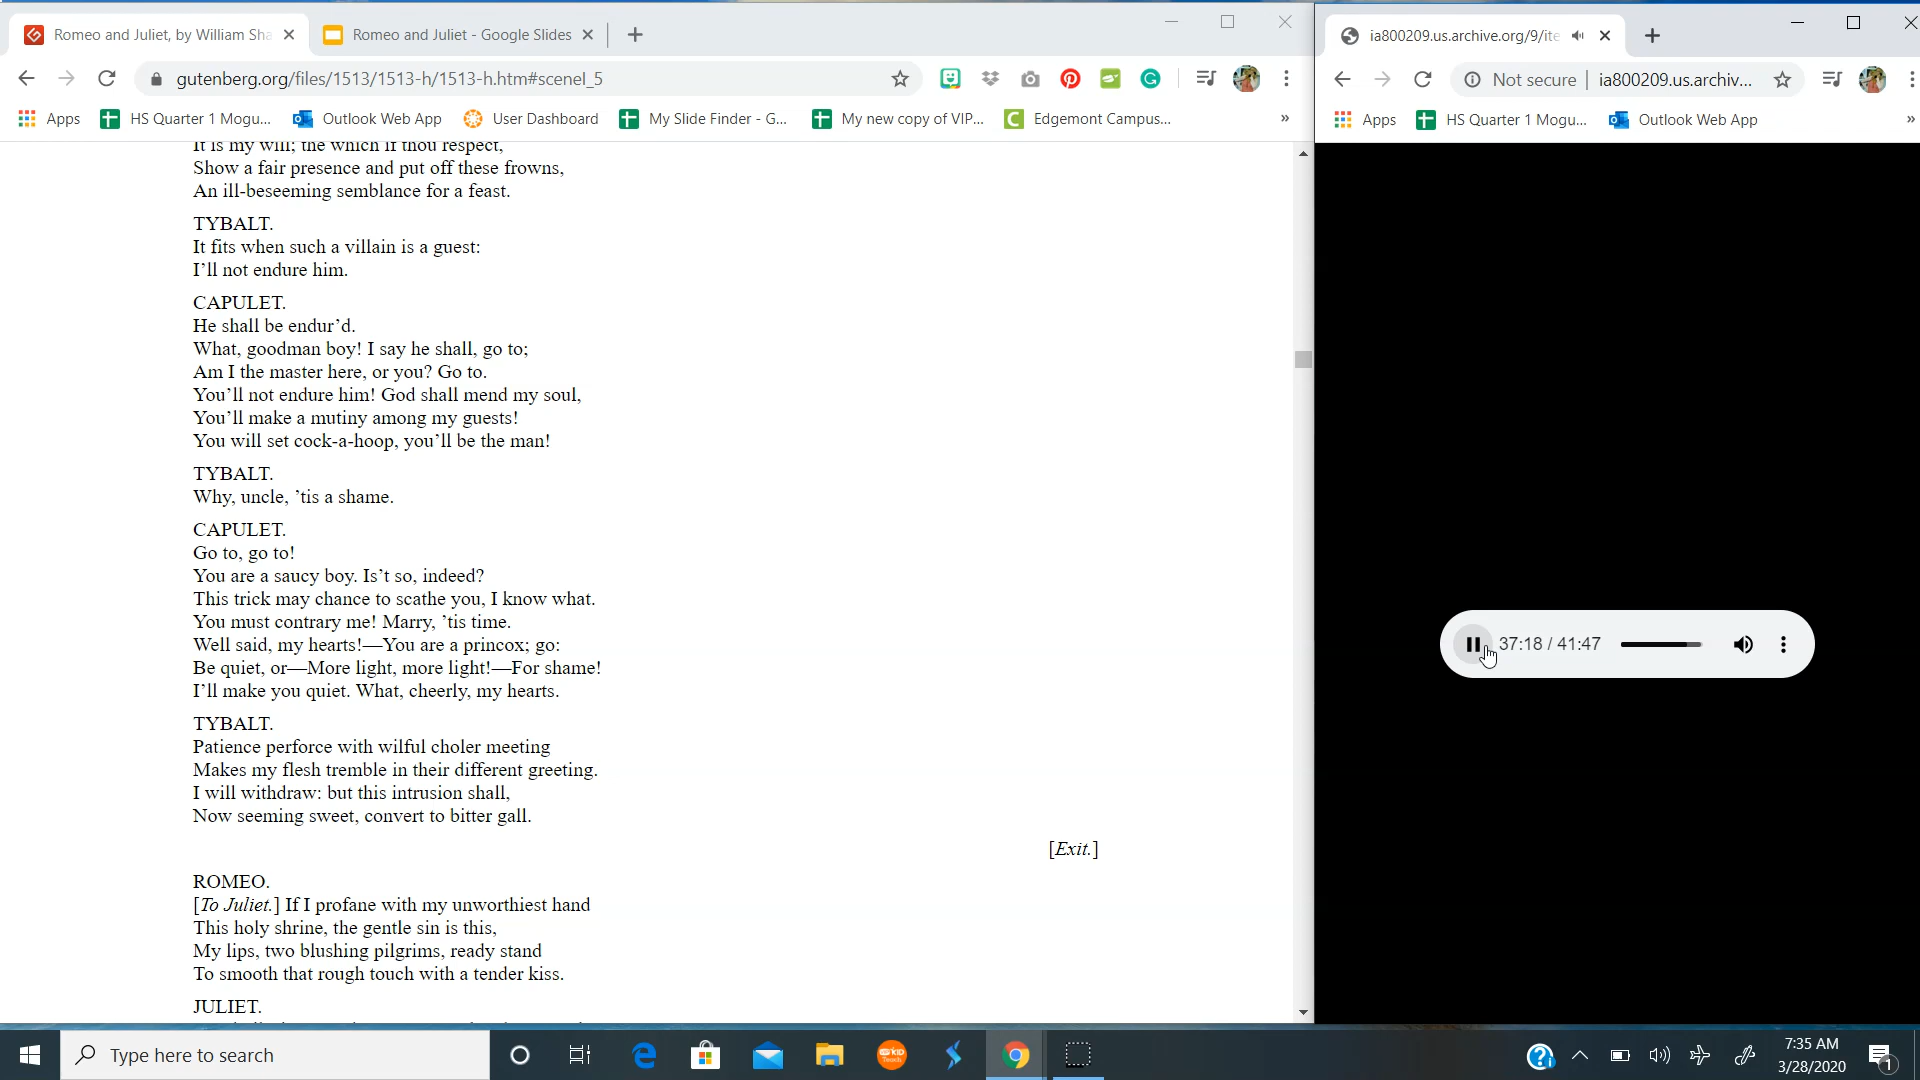 Romeo and Juliet, by William Sha
Romeo and Juliet - Google Slides
gutenberg.org/files/1513/1513-h/1513-h.htm#sceneI_5
Apps
HS Quarter 1 Mogu...
Outlook Web App
User Dashboard
My Slide Finder - G...
My new copy of VIP...
Edgemont Campus...
»
It is my will; the which if thou respect,
Show a fair presence and put off these frowns,
An ill-beseeming semblance for a feast.
TYBALT.
It fits when such a villain is a guest:
I’ll not endure him.
CAPULET.
He shall be endur’d.
What, goodman boy! I say he shall, go to;
Am I the master here, or you? Go to.
You’ll not endure him! God shall mend my soul,
You’ll make a mutiny among my guests!
You will set cock-a-hoop, you’ll be the man!
TYBALT.
Why, uncle, ’tis a shame.
CAPULET.
Go to, go to!
You are a saucy boy. Is’t so, indeed?
This trick may chance to scathe you, I know what.
You must contrary me! Marry, ’tis time.
Well said, my hearts!—You are a princox; go:
Be quiet, or—More light, more light!—For shame!
I’ll make you quiet. What, cheerly, my hearts.
TYBALT.
Patience perforce with wilful choler meeting
Makes my flesh tremble in their different greeting.
I will withdraw: but this intrusion shall,
Now seeming sweet, convert to bitter gall.
[Exit.]
ROMEO.
[To Juliet.] If I profane with my unworthiest hand
This holy shrine, the gentle sin is this,
My lips, two blushing pilgrims, ready stand
To smooth that rough touch with a tender kiss.
JULIET.
ia800209.us.archive.org/9/ite
Not secure | ia800209.us.archiv...
Apps
HS Quarter 1 Mogu...
Outlook Web App
»
37:18 / 41:47
Type here to search
7:35 AM
3/28/2020
1